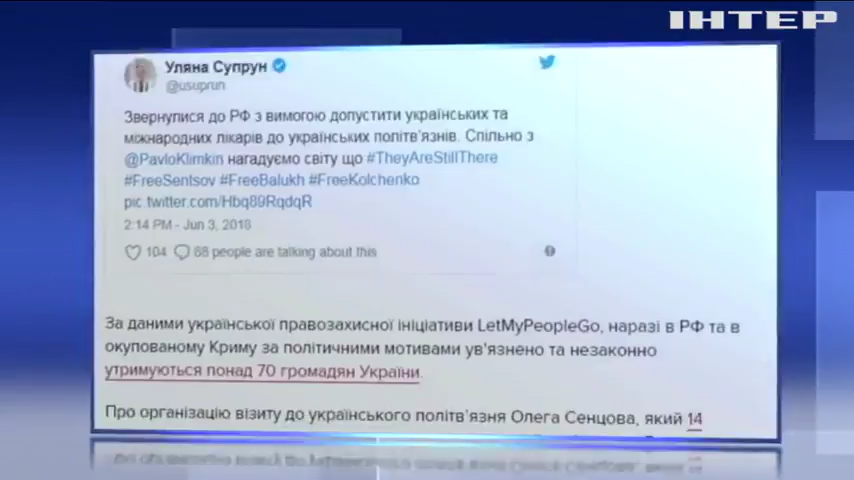 ІНТЕР
Уляна Супрун
@usuprun
Звернулися до РФ з вимогою допустити українських та
міжнародних лікарів до українських політв’язнів. Спільно з
@PavloKlimkin нагадуємо світу що #TheyAreStillThere
#FreeSentsov #FreeBalukh #FreeKolchenko
pic.twitter.com/Hbq89RqdqR
2:14 PM - Jun 3, 2018
104 88 people are talking about this
За даними української правозахисної ініціативи LetMyPeopleGo, наразі в РФ та в
окупованому Криму за політичними мотивами ув'язнено та незаконно
утримуються понад 70 громадян України.
Про організацію візиту до українського політв’язня Олега Сенцова, який 14